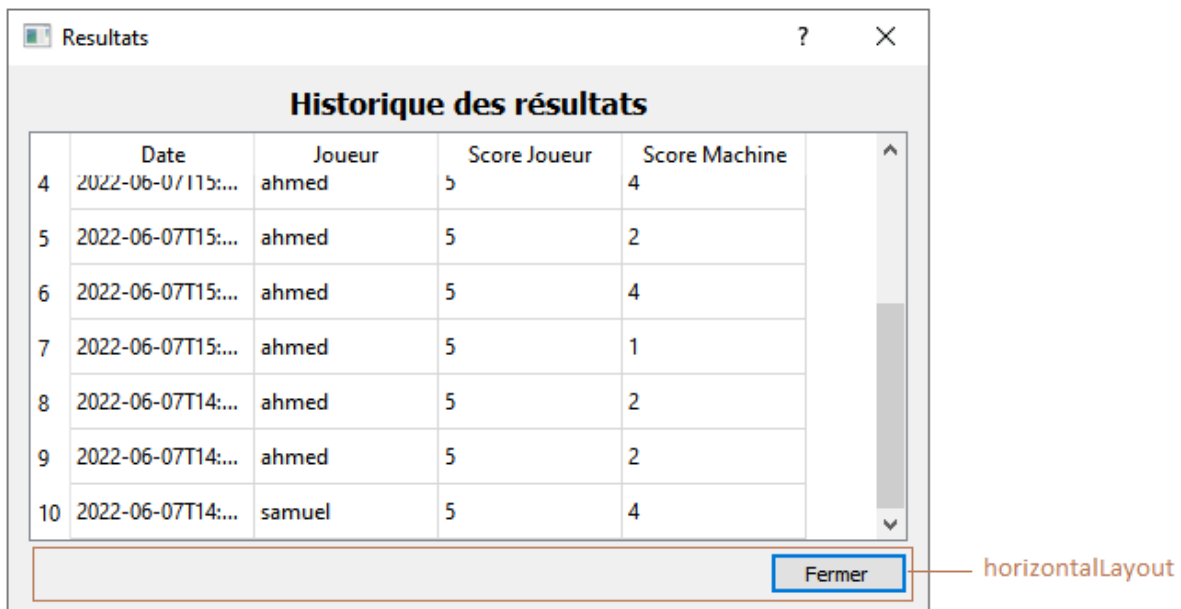 Resultats ? ×
Historique des résultats
Date Joueur Score Joueur Score Machine
4 2022-06-07T15:... ahmed 5 4
5 2022-06-07T15:... ahmed 5 2
6 2022-06-07T15:... ahmed 5 4
7 2022-06-07T15:... ahmed 5 1
8 2022-06-07T14:... ahmed 5 2
9 2022-06-07T14:... ahmed 5 2
10 2022-06-07T14:... samuel 5 4
Fermer horizontalLayout